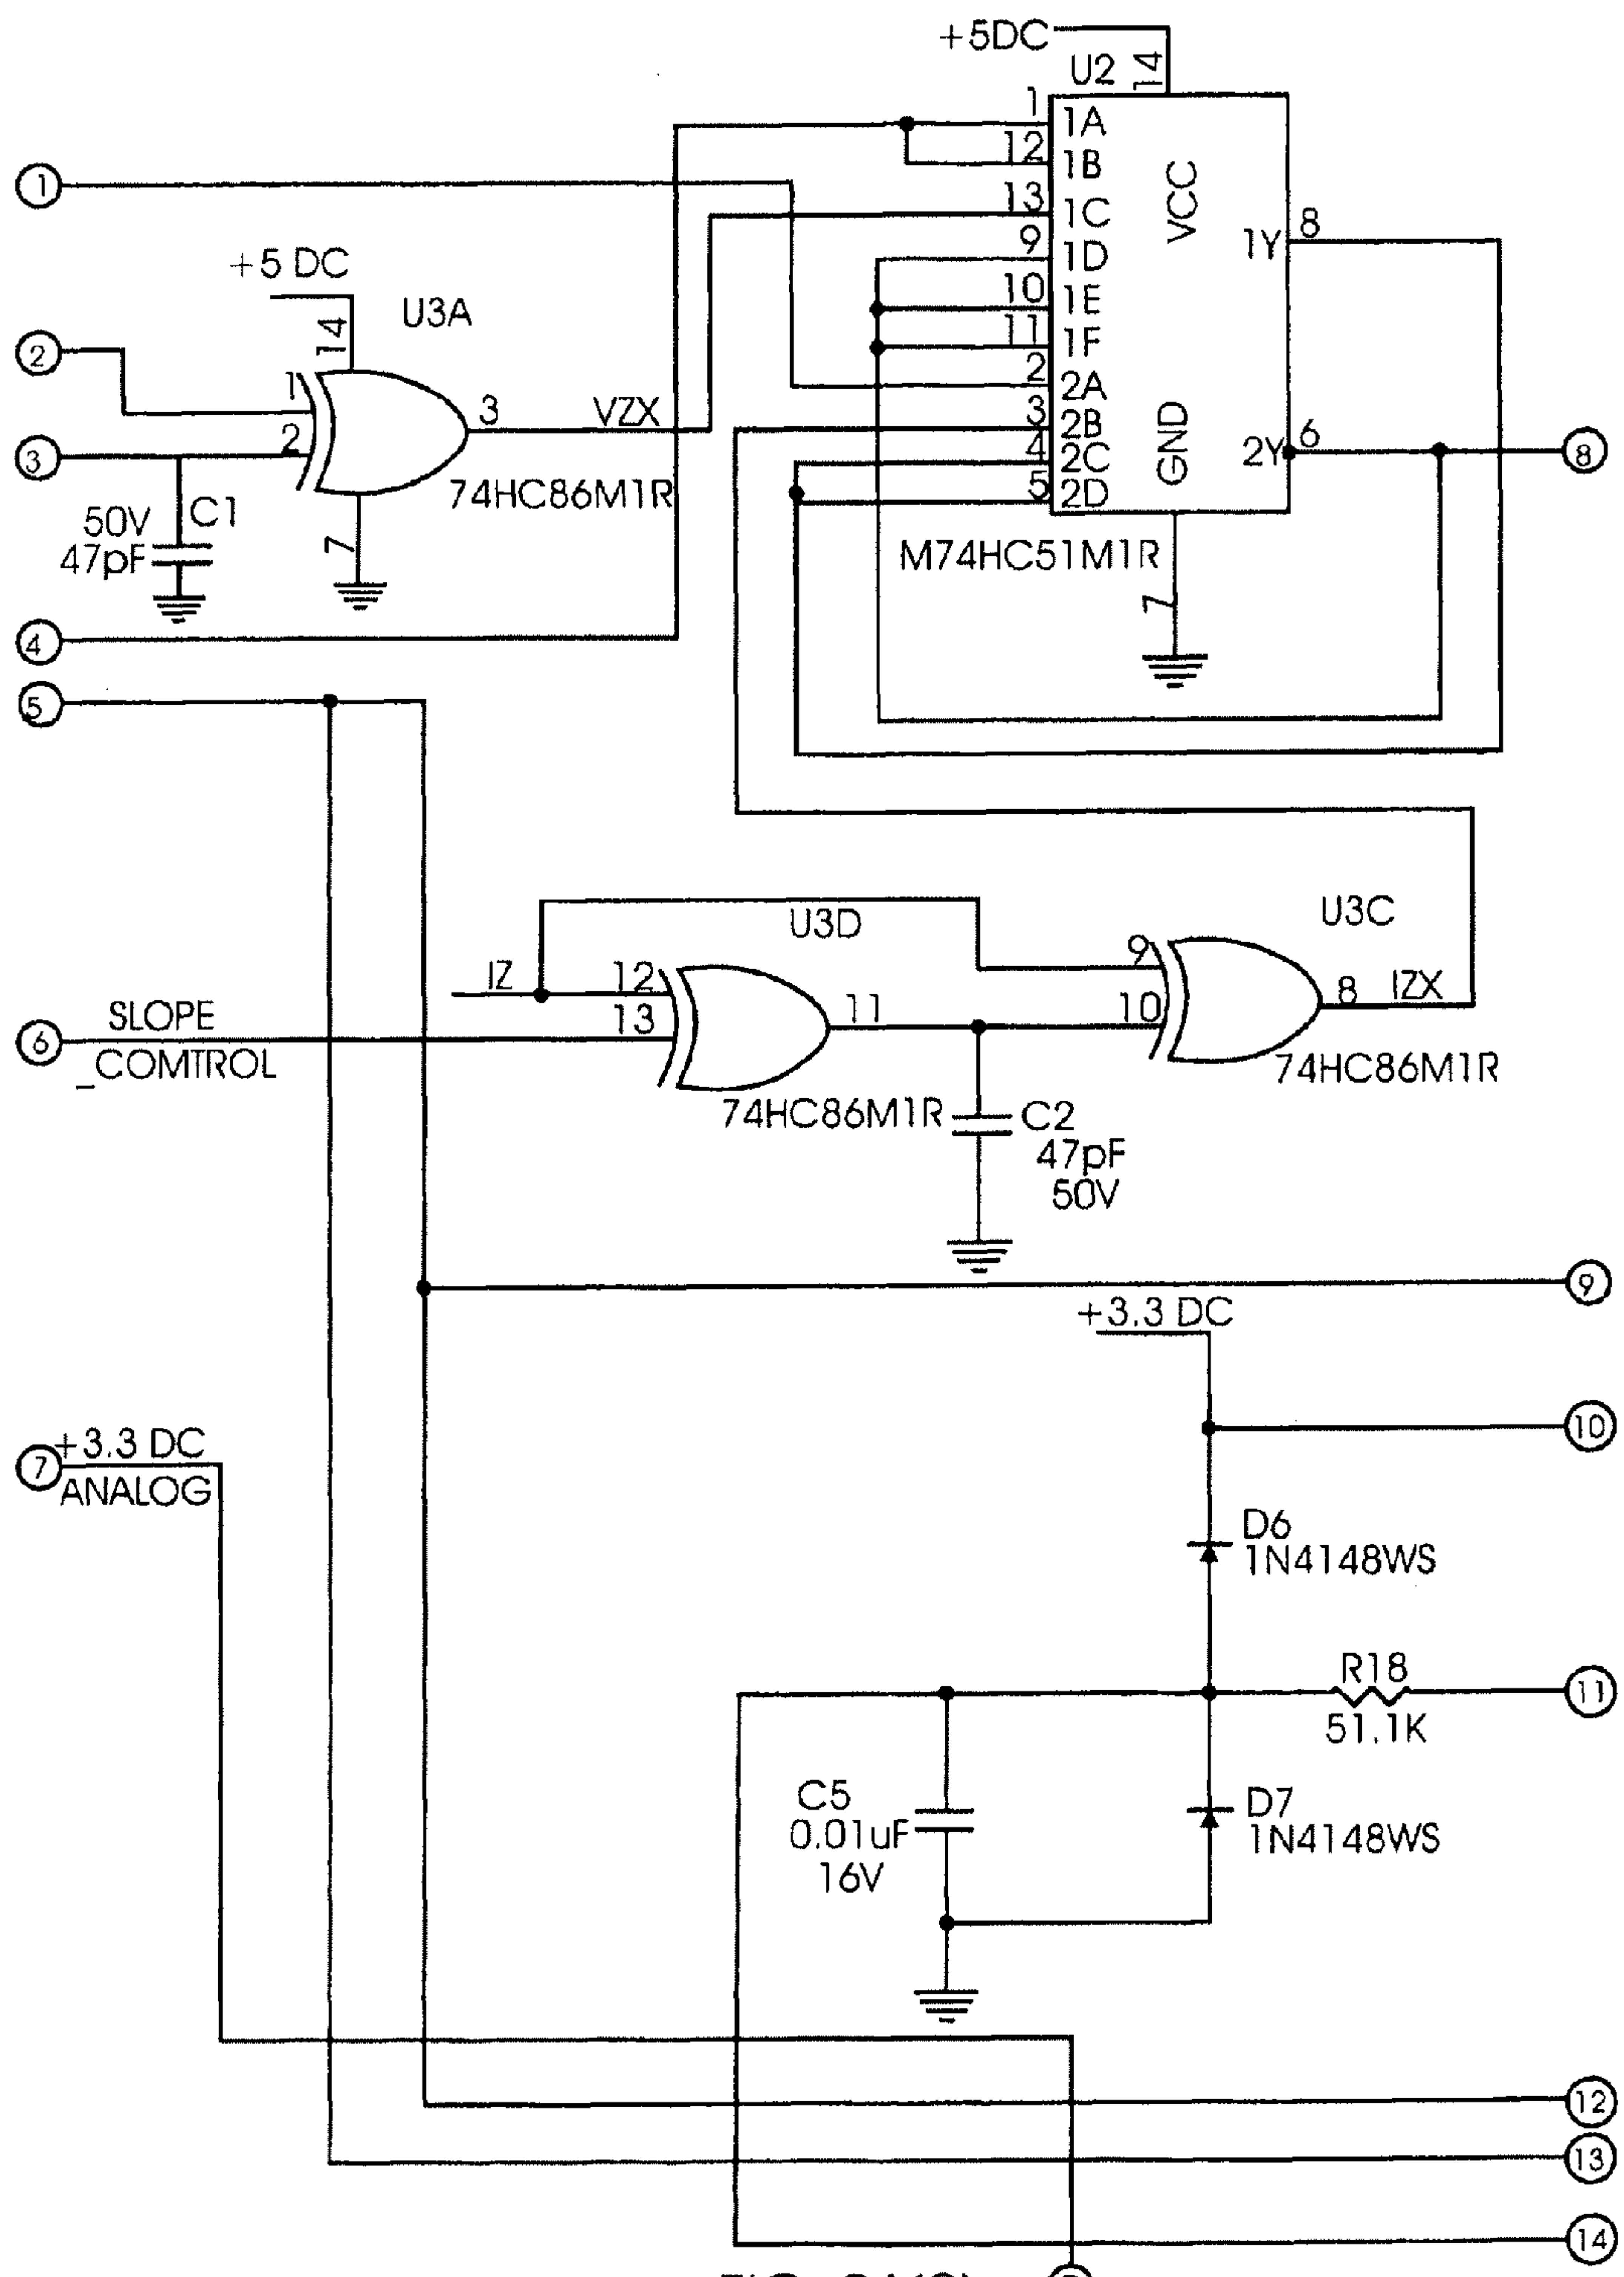 +5DC
U2
14
1
1A
12
1B
13
1C
9
1D
10
1E
11
1F
2
2A
3
2B
4
2C
5
2D
VCC
GND
1Y
8
2Y
6
M74HC51M1R
7
1
+5 DC
U3A
14
2
1
2
3
VZX
3
8
74HC86M1R
50V
C1
47pF
7
4
5
U3D
U3C
IZ
12
13
11
9
10
8
IZX
SLOPE
6
_COMTROL
74HC86M1R
74HC86M1R
C2
47pF
50V
9
+3.3 DC
10
+3.3 DC
7
ANALOG
D6
1N4148WS
R18
11
51.1K
C5
0.01uF
16V
D7
1N4148WS
12
13
14